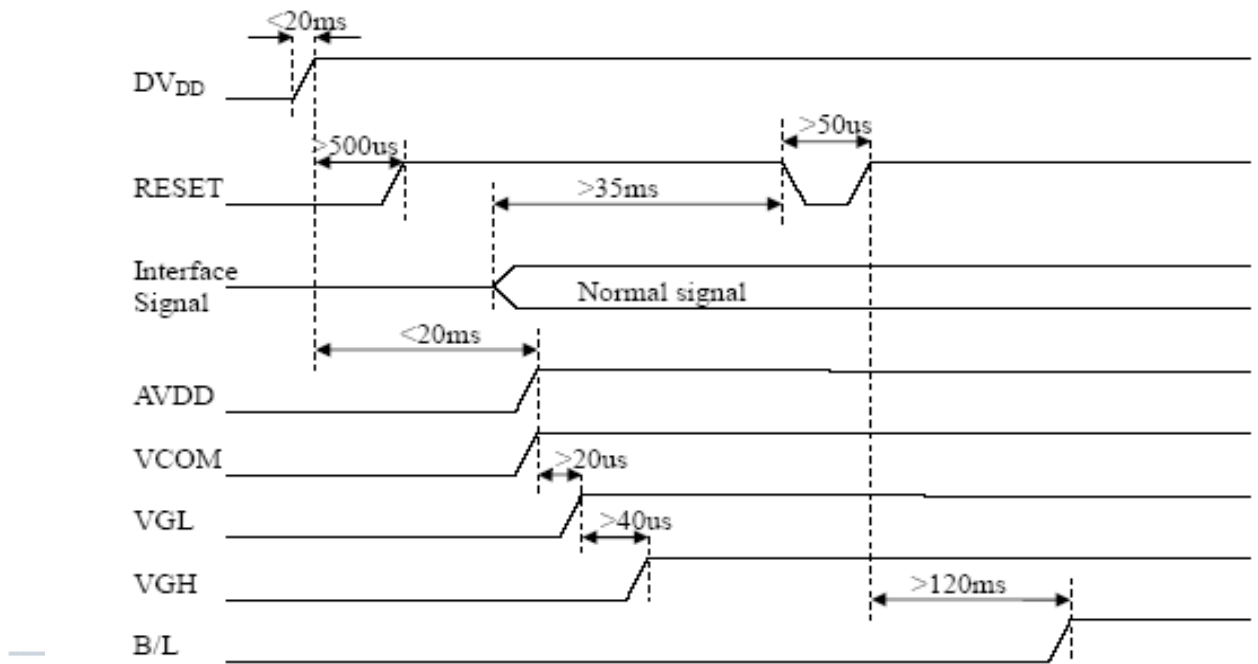 <20ms
DVDD
>500us
>50us
RESET
>35ms
Interface
Signal
Normal signal
<20ms
AVDD
VCOM
>20us
VGL
>40us
VGH
>120ms
B/L